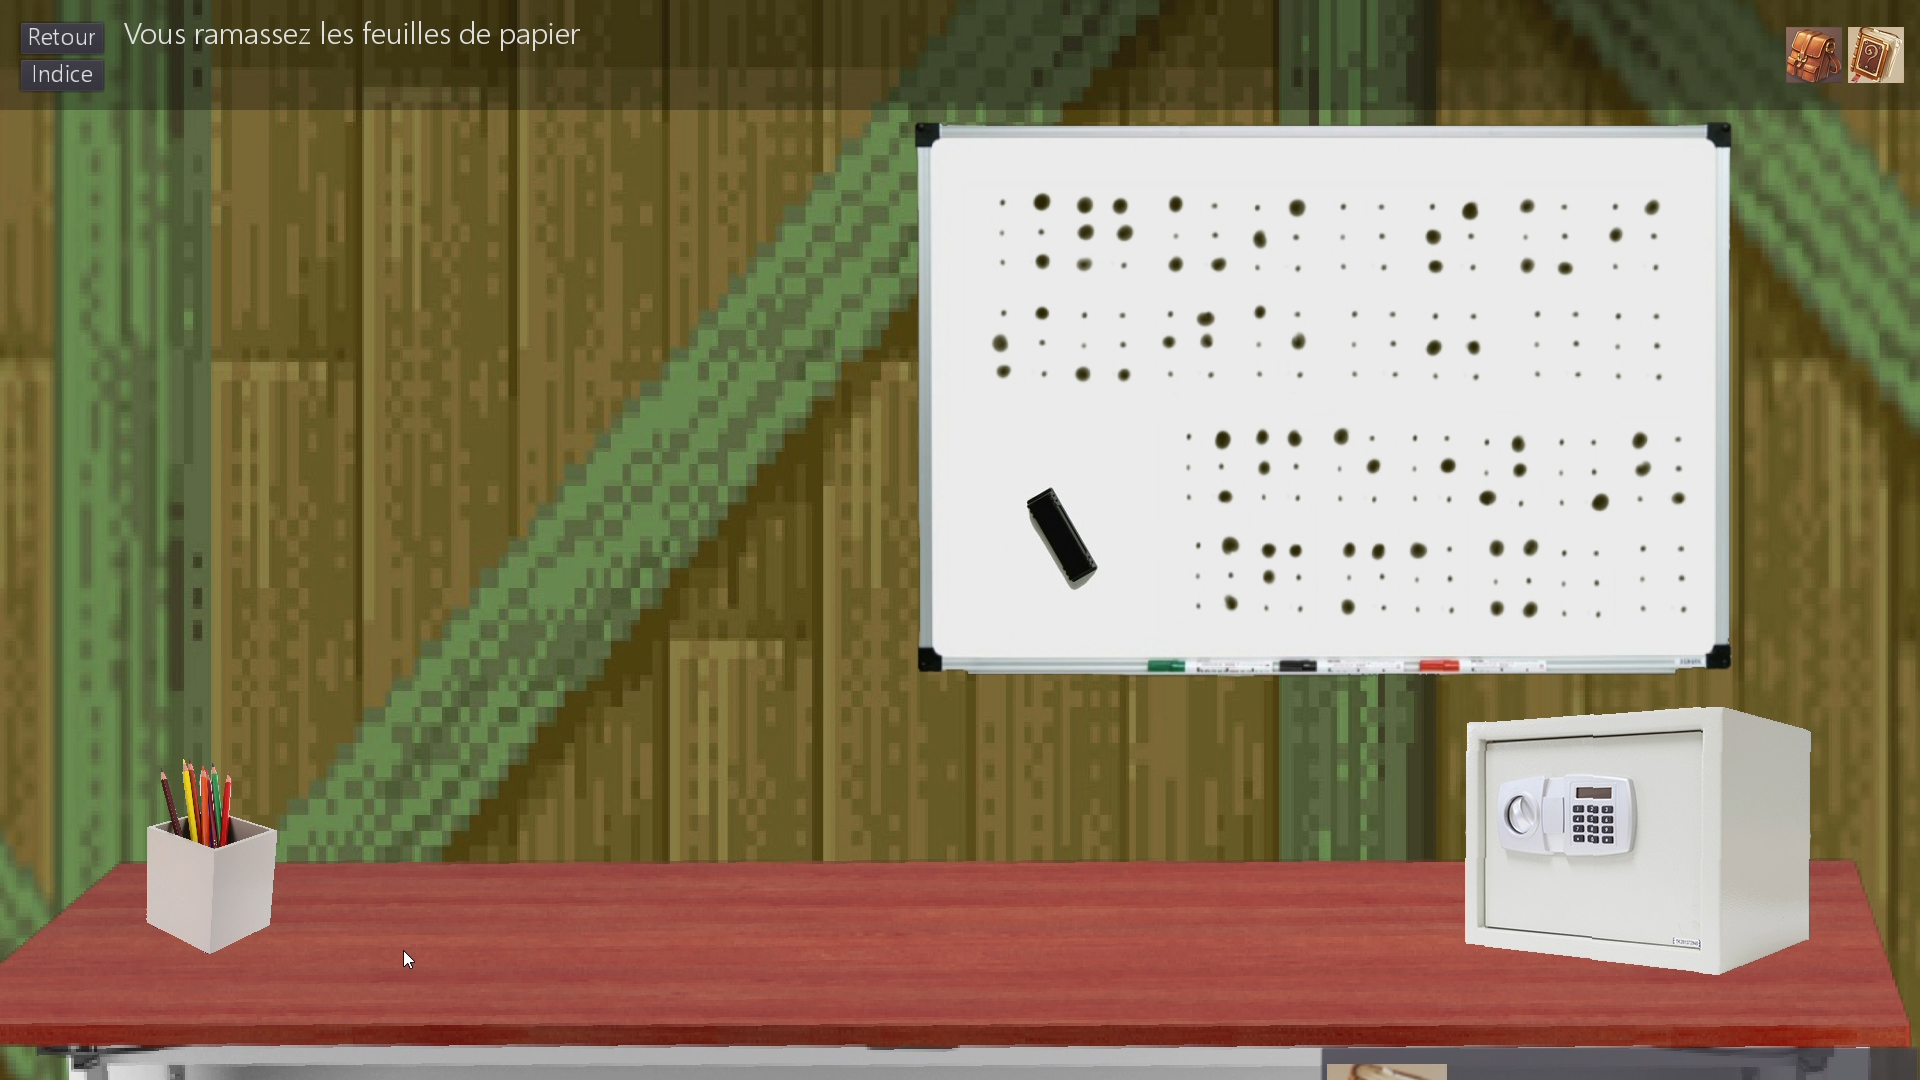 Retour
Vous ramassez les feuilles de papier
Indice
⠨⠟⠥⠊⠀⠎⠥⠊
⠎⠤⠚⠑⠀⠒
⠨⠋⠑⠐⠜⠠⠣
⠨⠋⠍⠁⠭